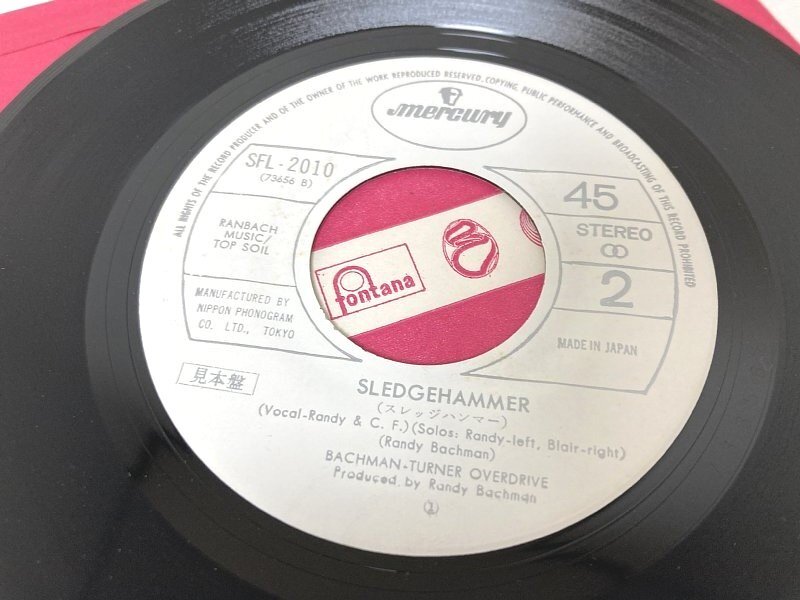 ALL RIGHTS OF THE RECORD PRODUCER AND OF THE OWNER OF THE WORK REPRODUCED RESERVED. COPYING, PUBLIC PERFORMANCE AND BROADCASTING OF THIS RECORD PROHIBITED
mercury
SFL-2010
(73656 B)
RANBACH
MUSIC/
TOP SOIL
MANUFACTURED BY
NIPPON PHONOGRAM
CO. LTD., TOKYO
45
STEREO
2
MADE IN JAPAN
fontana
見本盤
SLEDGEHAMMER
(スレッジハンマー)
(Vocal-Randy & C. F.) (Solos: Randy-left, Blair-right)
(Randy Bachman)
BACHMAN-TURNER OVERDRIVE
Produced by Randy Bachman